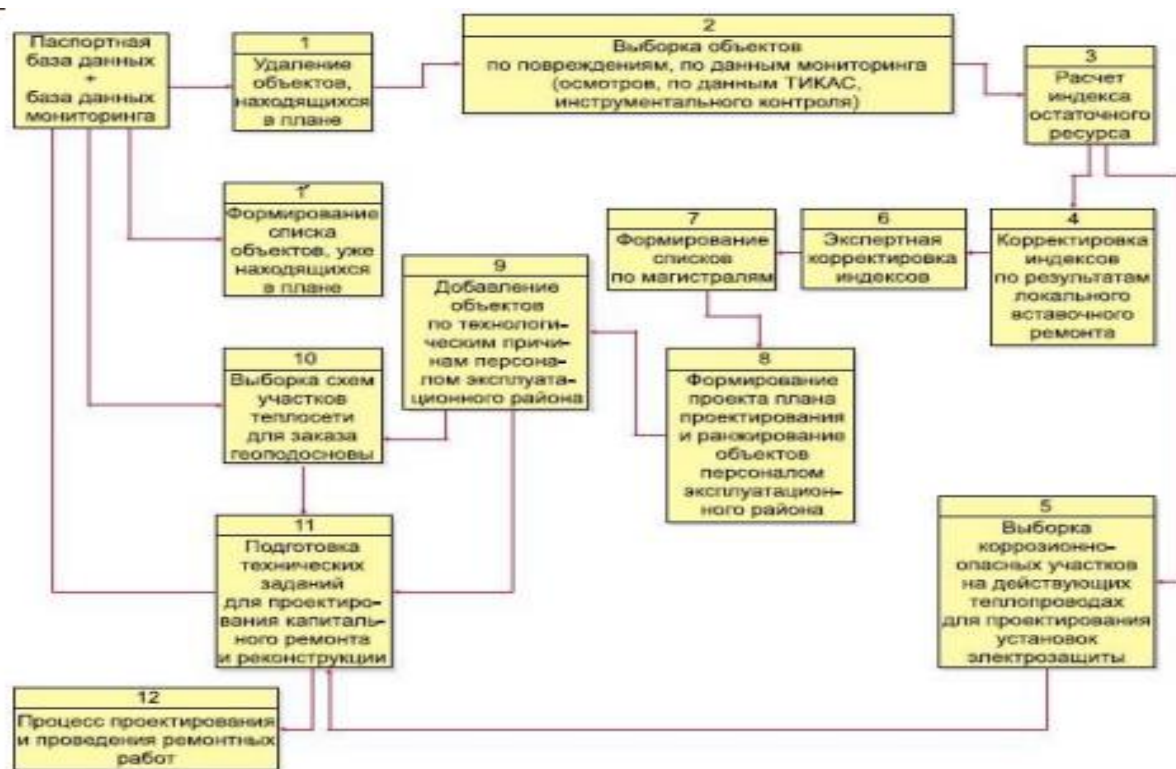 Паспортная
база данных
+
база данных
мониторинга
1
Удаление
объектов,
находящихся
в плане
2
Выборка объектов
по повреждениям, по данным мониторинга
(осмотров, по данным ТИКАС,
инструментального контроля)
3
Расчет
индекса
остаточного
ресурса
1*
Формирование
списка
объектов, уже
находящихся
в плане
4
Корректировка
индексов
по результатам
локального
вставочного
ремонта
6
Экспертная
корректировка
индексов
7
Формирование
списков
по магистралям
8
Формирование
проекта плана
проектирования
и ранжирование
объектов
персоналом
эксплуатацион-
ного района
9
Добавление
объектов
по технологи-
ческим причи-
нам персона-
лом эксплуата-
ционного района
10
Выборка схем
участков
теплосети
для заказа
геоподосновы
11
Подготовка
технических
заданий
для проектиро-
вания капиталь-
ного ремонта
и реконструкции
5
Выборка
коррозионно-
опасных участков
на действующих
теплопроводах
для проектирования
установок
электрозащиты
12
Процесс проектирования
и проведения ремонтных
работ